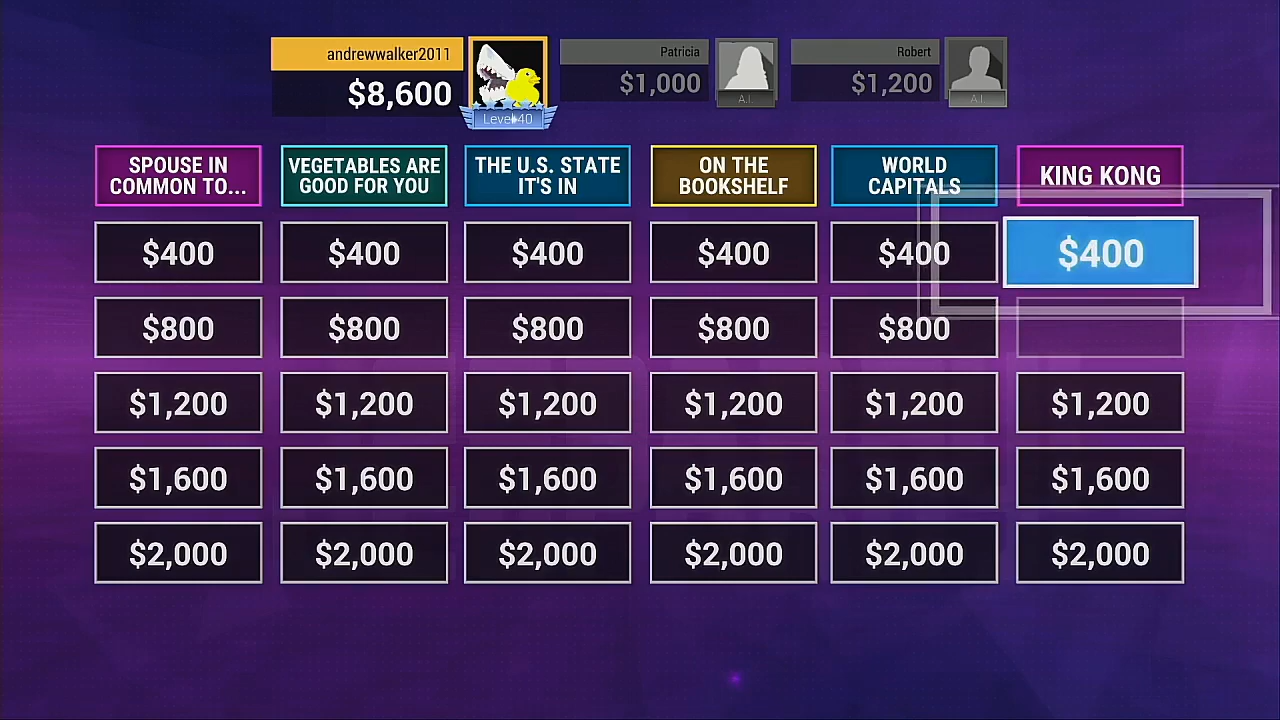 andrewwalker2011
$8,600
Level 40
Patricia
$1,000
A.I.
Robert
$1,200
A.I.
SPOUSE IN
COMMON TO...
VEGETABLES ARE
GOOD FOR YOU
THE U.S. STATE
IT'S IN
ON THE
BOOKSHELF
WORLD
CAPITALS
KING KONG
$400 $400 $400 $400 $400 $400
$800 $800 $800 $800 $800
$1,200 $1,200 $1,200 $1,200 $1,200 $1,200
$1,600 $1,600 $1,600 $1,600 $1,600 $1,600
$2,000 $2,000 $2,000 $2,000 $2,000 $2,000